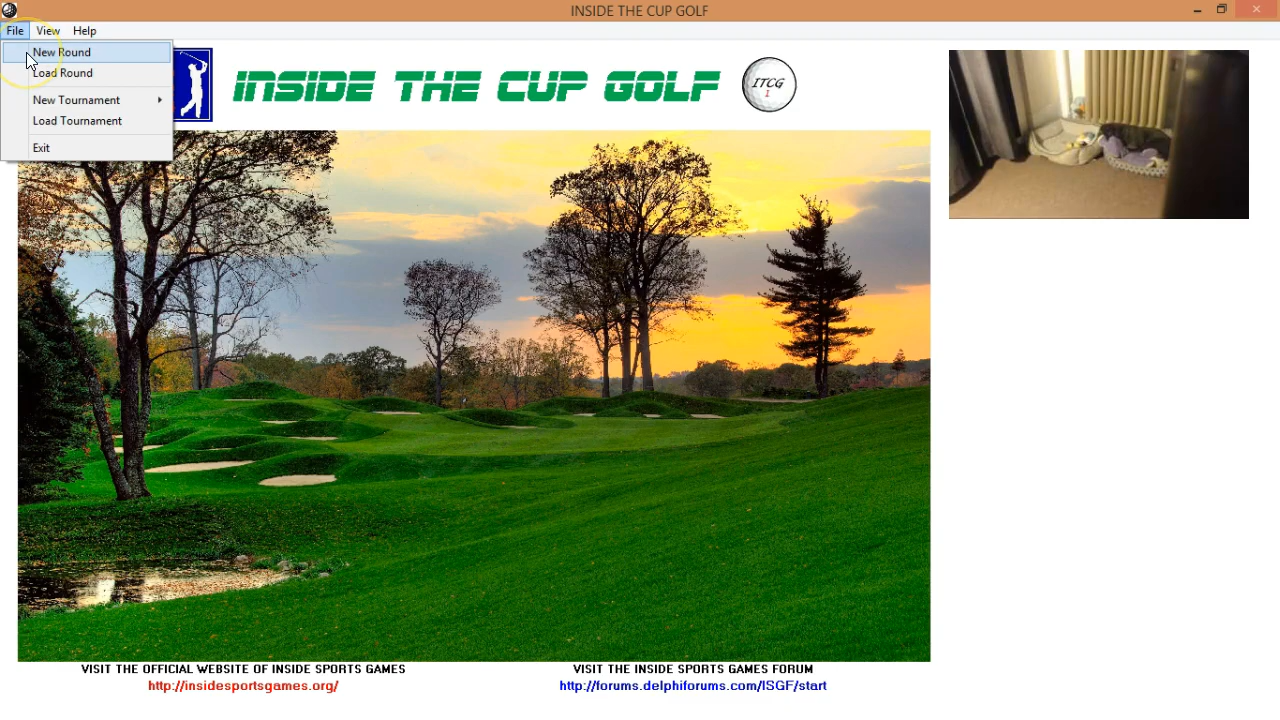 INSIDE THE CUP GOLF
File View Help
New Round
Load Round
New Tournament
Load Tournament
Exit
INSIDE THE CUP GOLF
ITCG
1
VISIT THE OFFICIAL WEBSITE OF INSIDE SPORTS GAMES
http://insidesportsgames.org/
VISIT THE INSIDE SPORTS GAMES FORUM
http://forums.delphiforums.com/ISGF/start